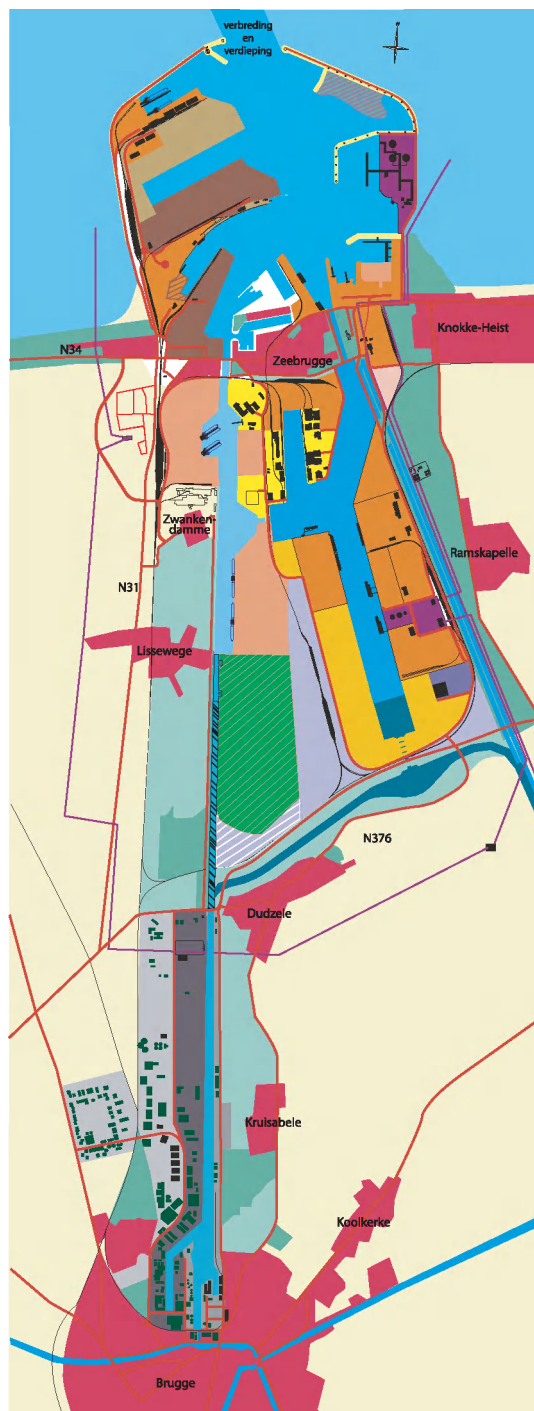 verbreding
en
verdieping
Knokke-Heist
N34
Zeebrugge
Zwanken-
damme
Ramskapelle
N31
Lissewege
N376
Dudzele
Kruisabele
Koolkerke
Brugge